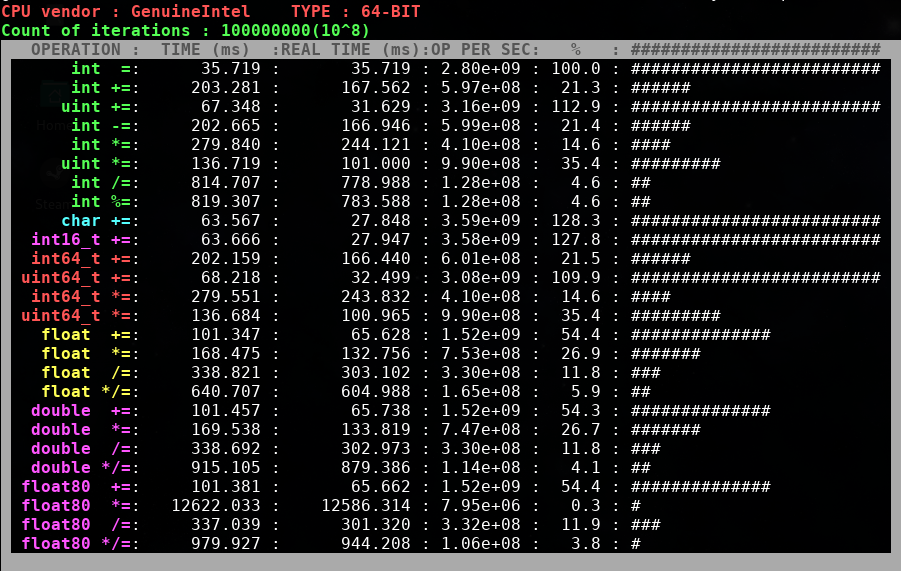 CPU vendor : GenuineIntel    TYPE : 64-BIT
Count of iterations : 100000000(10^8)
OPERATION :  TIME (ms)  :REAL TIME (ms):OP PER SEC:   %   : #########################
int  =:      35.719 :       35.719 : 2.80e+09 : 100.0 : #########################
int +=:     203.281 :      167.562 : 5.97e+08 :  21.3 : ######
uint +=:      67.348 :       31.629 : 3.16e+09 : 112.9 : #########################
int -=:     202.665 :      166.946 : 5.99e+08 :  21.4 : ######
int *=:     279.840 :      244.121 : 4.10e+08 :  14.6 : ####
uint *=:     136.719 :      101.000 : 9.90e+08 :  35.4 : #########
int /=:     814.707 :      778.988 : 1.28e+08 :   4.6 : ##
int %=:     819.307 :      783.588 : 1.28e+08 :   4.6 : ##
char +=:      63.567 :       27.848 : 3.59e+09 : 128.3 : #########################
int16_t +=:      63.666 :       27.947 : 3.58e+09 : 127.8 : #########################
int64_t +=:     202.159 :      166.440 : 6.01e+08 :  21.5 : ######
uint64_t +=:      68.218 :       32.499 : 3.08e+09 : 109.9 : #########################
int64_t *=:     279.551 :      243.832 : 4.10e+08 :  14.6 : ####
uint64_t *=:     136.684 :      100.965 : 9.90e+08 :  35.4 : #########
float  +=:     101.347 :       65.628 : 1.52e+09 :  54.4 : ##############
float  *=:     168.475 :      132.756 : 7.53e+08 :  26.9 : #######
float  /=:     338.821 :      303.102 : 3.30e+08 :  11.8 : ###
float */=:     640.707 :      604.988 : 1.65e+08 :   5.9 : ##
double  +=:     101.457 :       65.738 : 1.52e+09 :  54.3 : ##############
double  *=:     169.538 :      133.819 : 7.47e+08 :  26.7 : #######
double  /=:     338.692 :      302.973 : 3.30e+08 :  11.8 : ###
double */=:     915.105 :      879.386 : 1.14e+08 :   4.1 : ##
float80  +=:     101.381 :       65.662 : 1.52e+09 :  54.4 : ##############
float80  *=:   12622.033 :    12586.314 : 7.95e+06 :   0.3 : #
float80  /=:     337.039 :      301.320 : 3.32e+08 :  11.9 : ###
float80 */=:     979.927 :      944.208 : 1.06e+08 :   3.8 : #